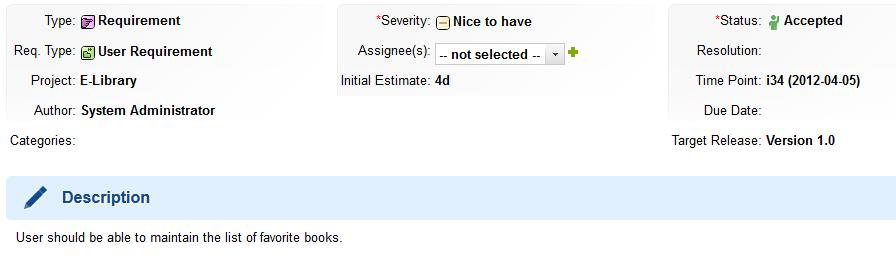 Type: Requirement
*Severity: Nice to have
*Status: Accepted
Req. Type: User Requirement
Assignee(s): -- not selected --
Resolution:
Project: E-Library
Initial Estimate: 4d
Time Point: i34 (2012-04-05)
Author: System Administrator
Due Date:
Categories:
Target Release: Version 1.0
Description
User should be able to maintain the list of favorite books.